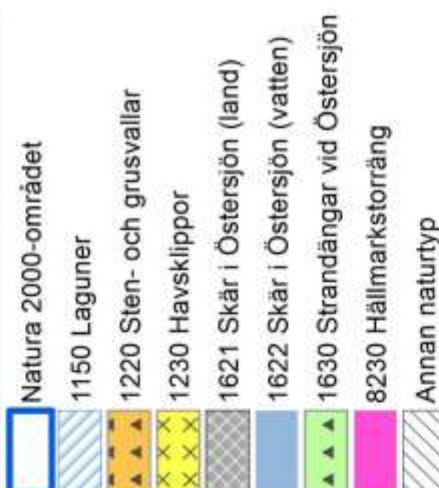 Natura 2000-området
1150 Laguner
1220 Sten- och grusvallar
1230 Havsklippor
1621 Skär i Östersjön (land)
1622 Skär i Östersjön (vatten)
1630 Strandängar vid Östersjön
8230 Hällmarkstorräng
Annan naturtyp